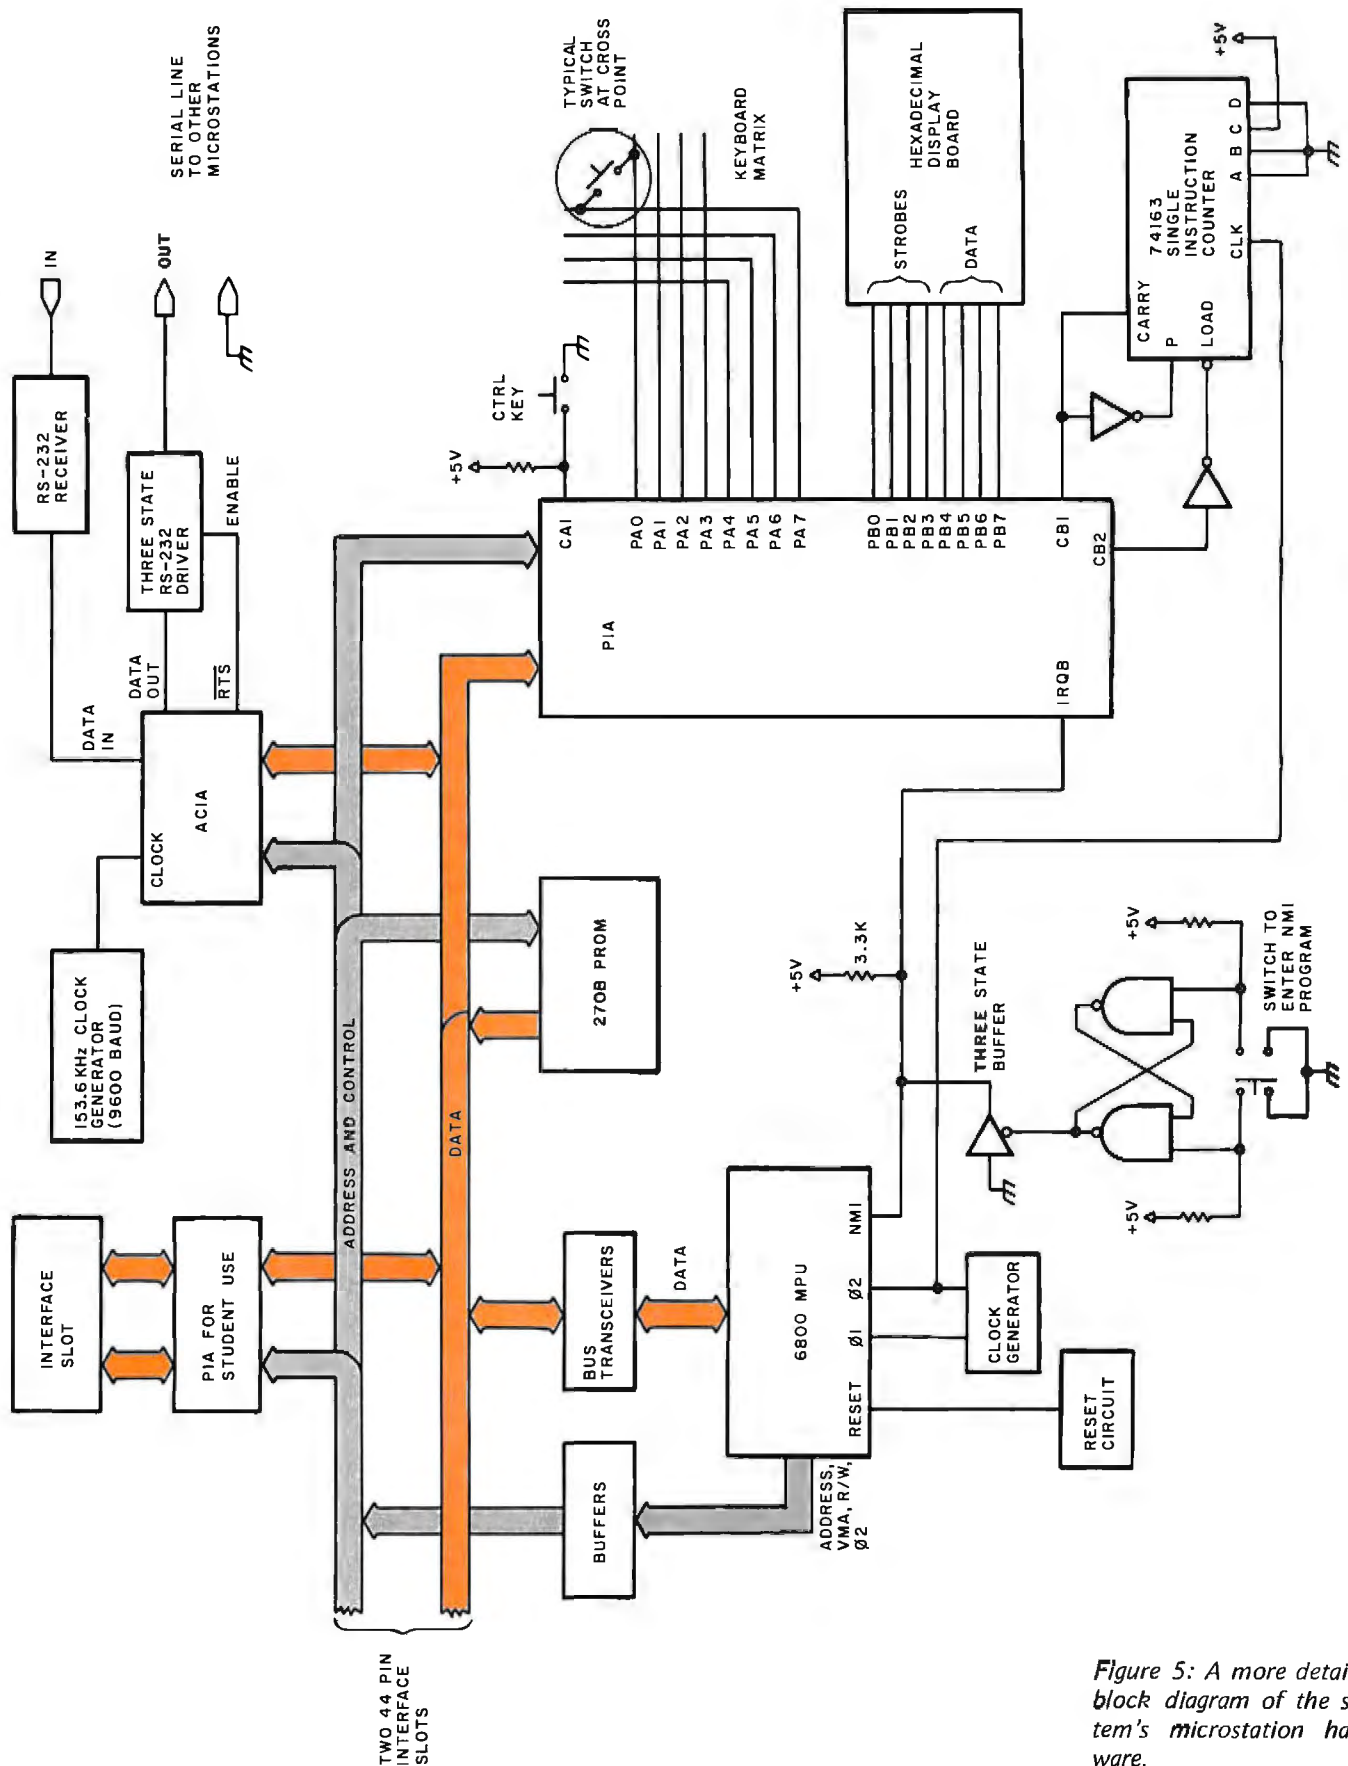 SERIAL LINE
TO OTHER
MICROSTATIONS
IN
OUT
RS-232
RECEIVER
THREE STATE
RS-232
DRIVER
ENABLE
DATA
IN
DATA
OUT
RTS
CLOCK
ACIA
153.6 KHz CLOCK
GENERATOR
(9600 BAUD)
INTERFACE
SLOT
PIA FOR
STUDENT USE
ADDRESS AND CONTROL
DATA
TWO 44 PIN
INTERFACE
SLOTS
TYPICAL
SWITCH
AT CROSS
POINT
KEYBOARD
MATRIX
CTRL
KEY
+5V
PIA
CA1
PA0
PA1
PA2
PA3
PA4
PA5
PA6
PA7
PB0
PB1
PB2
PB3
PB4
PB5
PB6
PB7
CB1
CB2
IRQB
STROBES
DATA
HEXADECIMAL
DISPLAY
BOARD
+5V
74163
SINGLE
INSTRUCTION
COUNTER
CARRY
P
LOAD
CLK
A
B
C
D
2708 PROM
BUS
TRANSCEIVERS
DATA
BUFFERS
6800 MPU
RESET
Ø1
Ø2
NMI
ADDRESS,
VMA, R/W,
Ø2
CLOCK
GENERATOR
RESET
CIRCUIT
+5V
3.3K
THREE STATE
BUFFER
+5V
+5V
SWITCH TO
ENTER NMI
PROGRAM
Figure 5: A more detai
block diagram of the s
tem's microstation ha
ware.